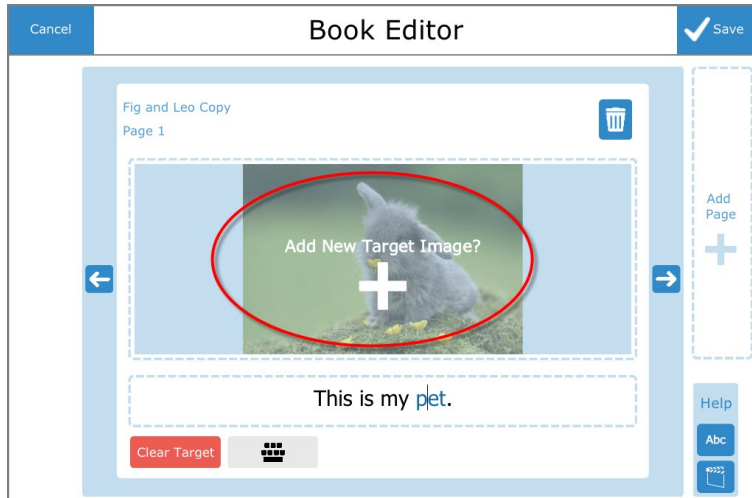 Cancel
Book Editor
Save
Fig and Leo Copy
Page 1
Add New Target Image?
Add
Page
This is my pet.
Clear Target
Help
Abc